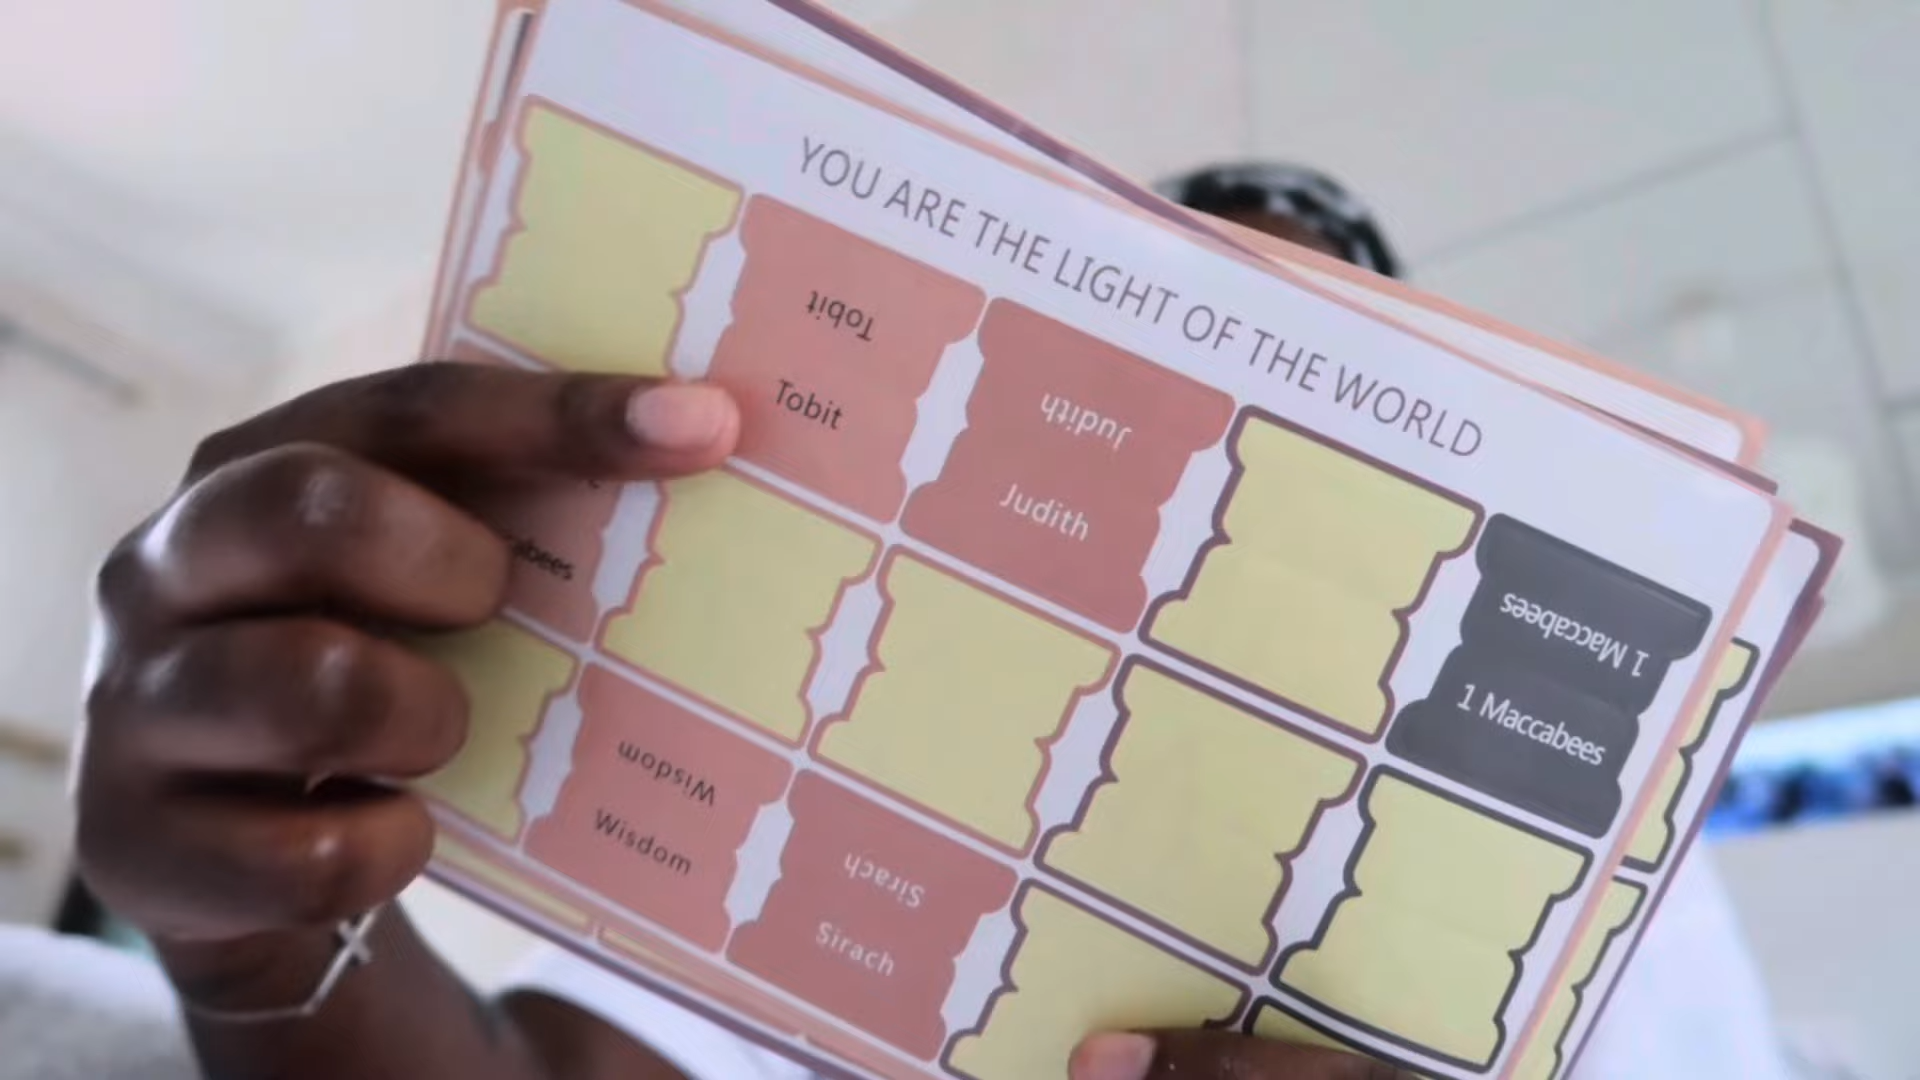 YOU ARE THE LIGHT OF THE WORLD
Tobit
Tobit
Judith
Judith
1 Maccabees
1 Maccabees
Wisdom
Wisdom
Sirach
Sirach